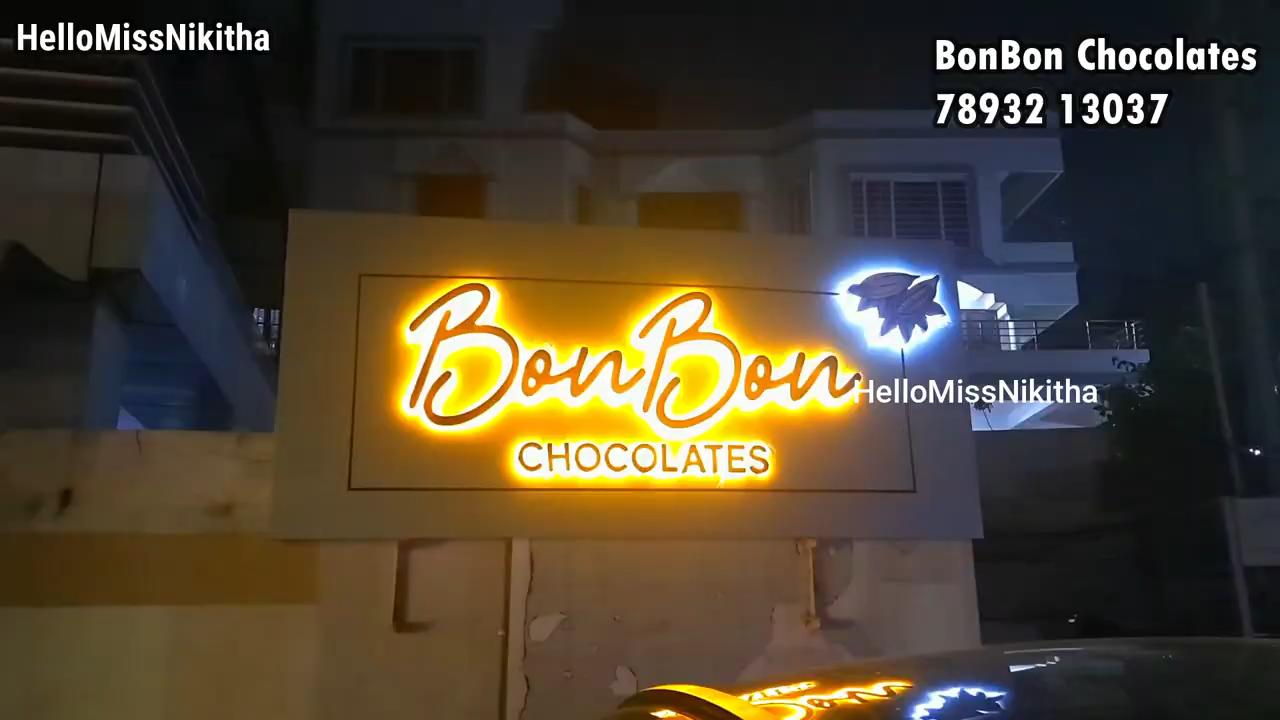 HelloMissNikitha
BonBon Chocolates
78932 13037
BonBon
HelloMissNikitha
CHOCOLATES